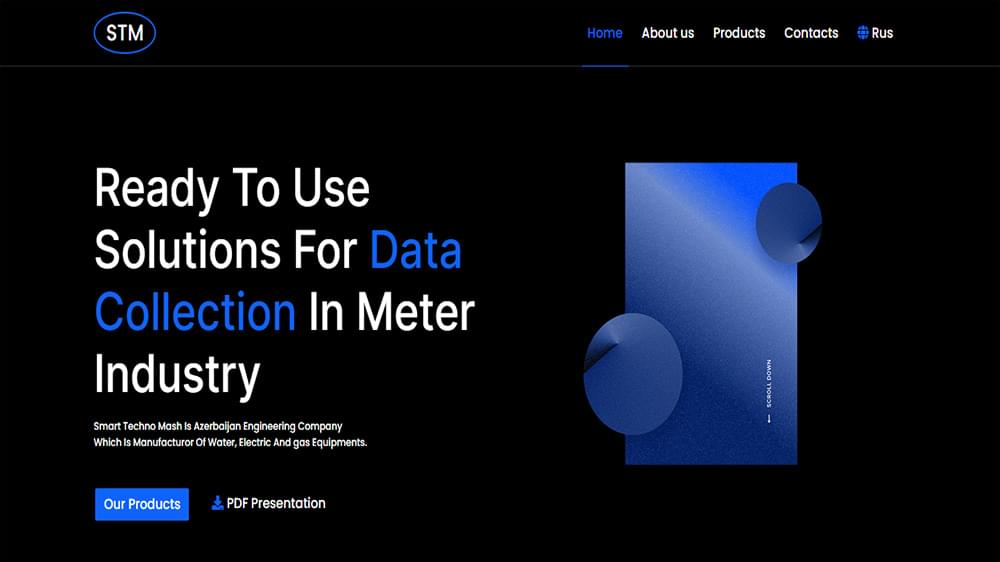 STM
Home About us Products Contacts Rus
Ready To Use
Solutions For Data
Collection In Meter
Industry
Smart Techno Mash Is Azerbaijan Engineering Company
Which Is Manufacturor Of Water, Electric And gas Equipments.
SCROLL DOWN
Our Products PDF Presentation